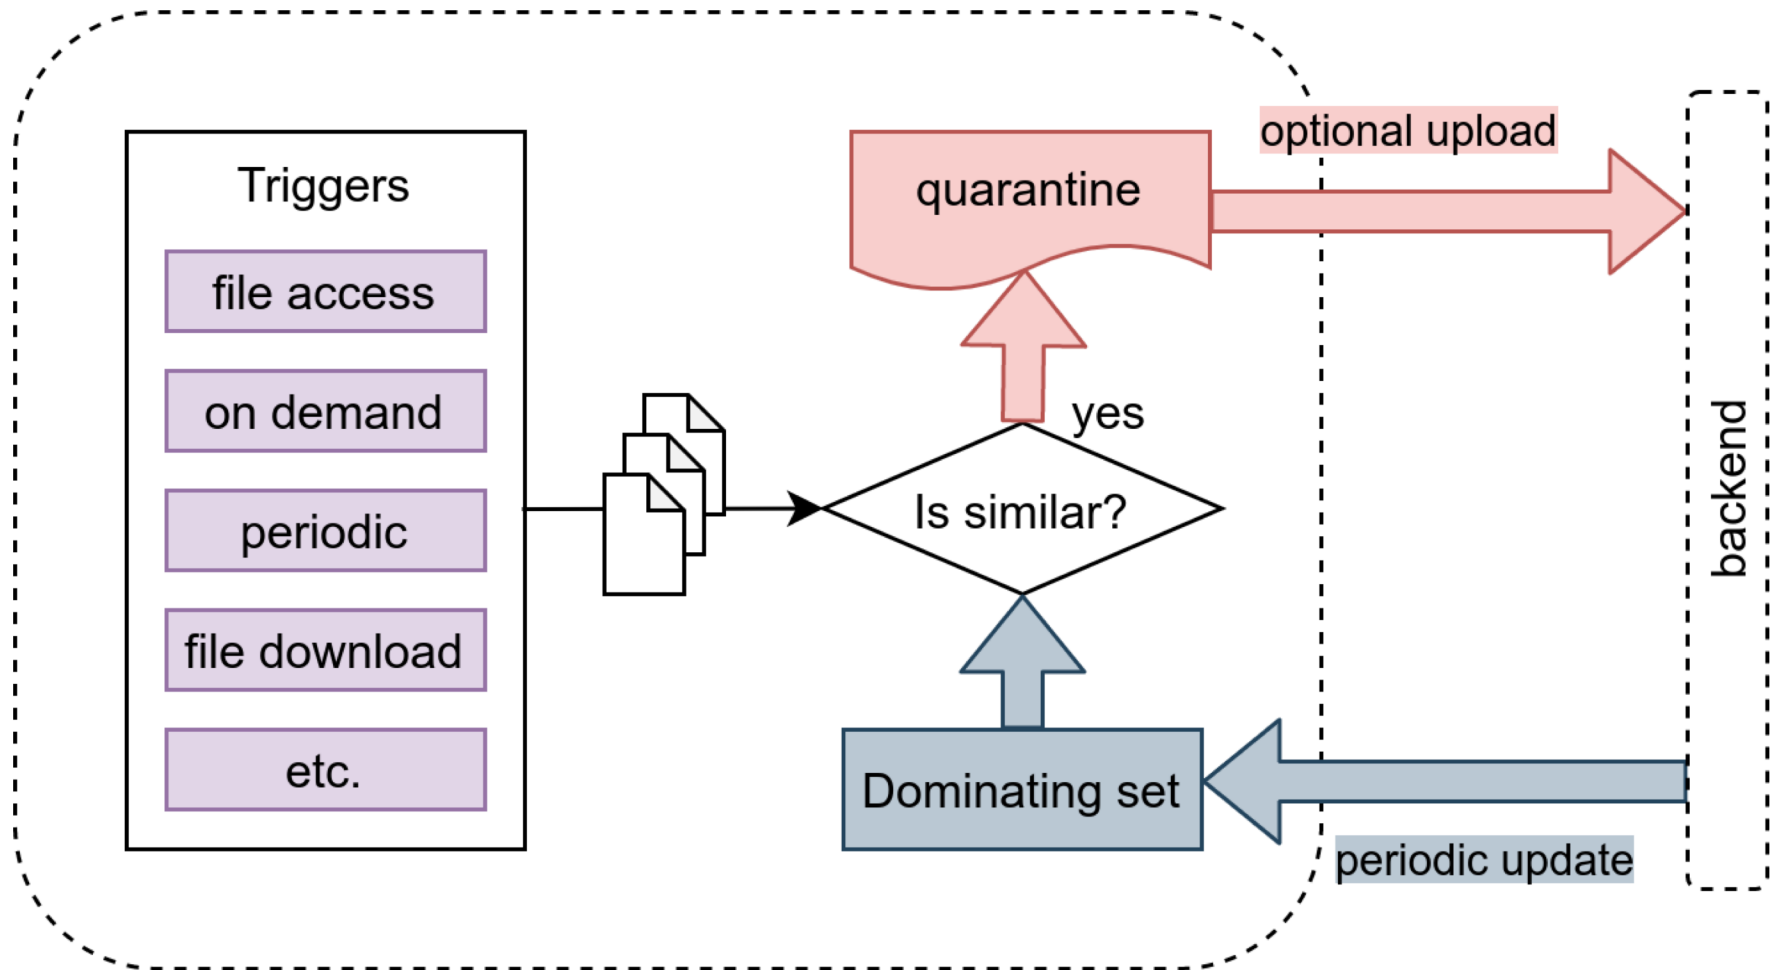 Triggers
file access
on demand
periodic
file download
etc.
quarantine
optional upload
yes
Is similar?
Dominating set
periodic update
backend